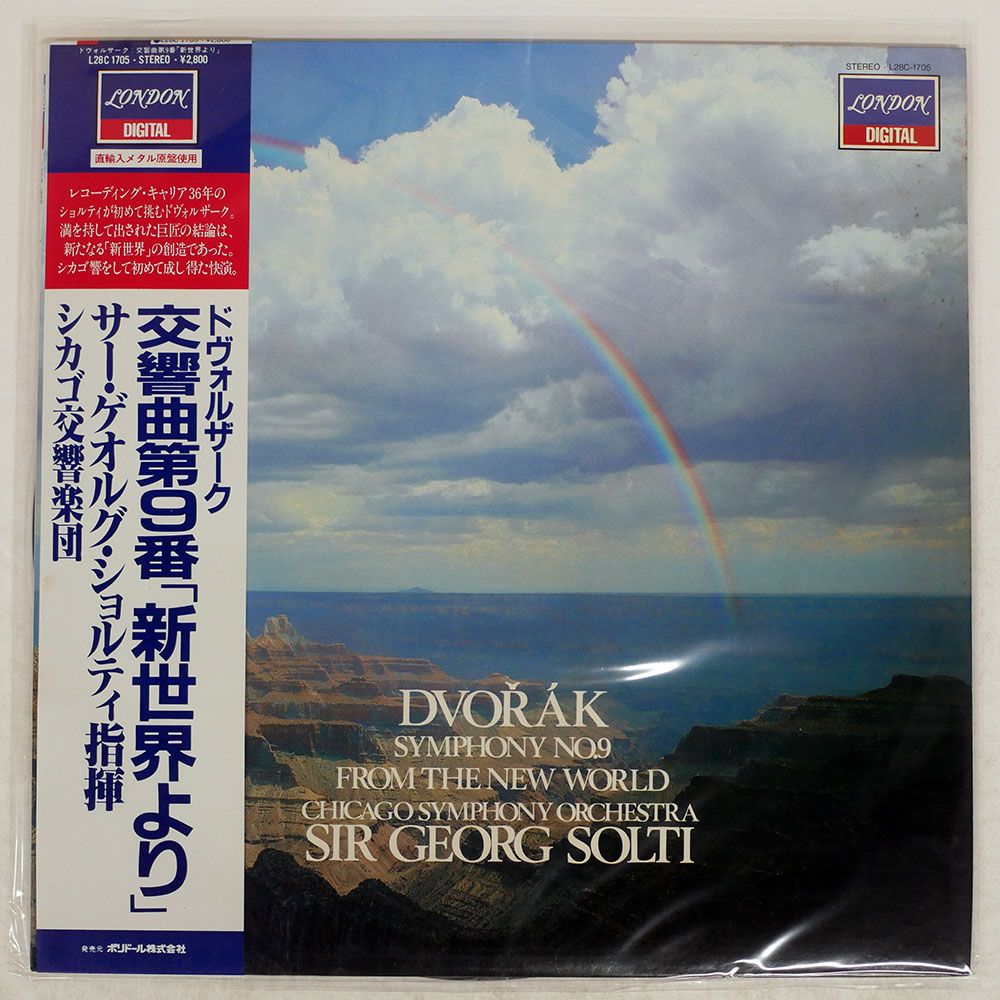 ドヴォルザーク：交響曲第9番「新世界より」
L28C 1705・STEREO・¥2,800
LONDON
DIGITAL
直輸入メタル原盤使用
レコーディング・キャリア36年の
ショルティが初めて挑むドヴォルザーク。
満を持して出された巨匠の結論は、
新たなる「新世界」の創造であった。
シカゴ響をして初めて成し得た快演。
ドヴォルザーク
交響曲第9番「新世界より」
サー・ゲオルグ・ショルティ指揮
シカゴ交響楽団
発売元 ポリドール株式会社
STEREO・L28C-1705
LONDON
DIGITAL
DVOŘÁK
SYMPHONY NO.9
FROM THE NEW WORLD
CHICAGO SYMPHONY ORCHESTRA
SIR GEORG SOLTI